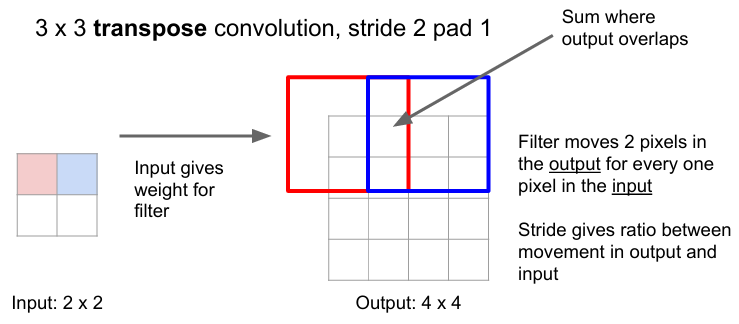 3 x 3 transpose convolution, stride 2 pad 1
Sum where
output overlaps
Input gives
weight for
filter
Filter moves 2 pixels in
the output for every one
pixel in the input
Stride gives ratio between
movement in output and
input
Input: 2 x 2
Output: 4 x 4